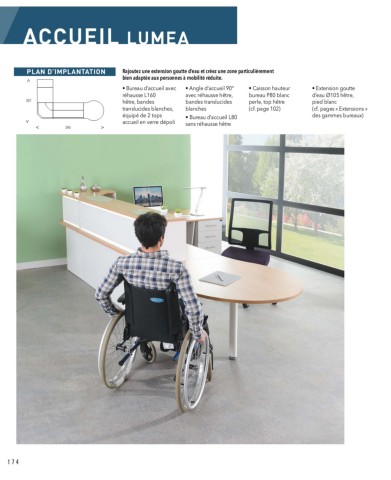 ACCUEIL LUMEA
PLAN D'IMPLANTATION
Rajoutez une extension goutte d'eau et créez une zone particulièrement
bien adaptée aux personnes à mobilité réduite.
• Bureau d'accueil avec
réhausse L160
hêtre, bandes
translucides blanches,
équipé de 2 tops
accueil en verre dépoli
• Angle d'accueil 90°
avec réhausse hêtre,
bandes translucides
blanches
• Bureau d'accueil L80
sans réhausse hêtre
• Caisson hauteur
bureau P80 blanc
perle, top hêtre
(cf. page 102)
• Extension goutte
d'eau Ø105 hêtre,
pied blanc
(cf. pages « Extensions »
des gammes bureaux)
174